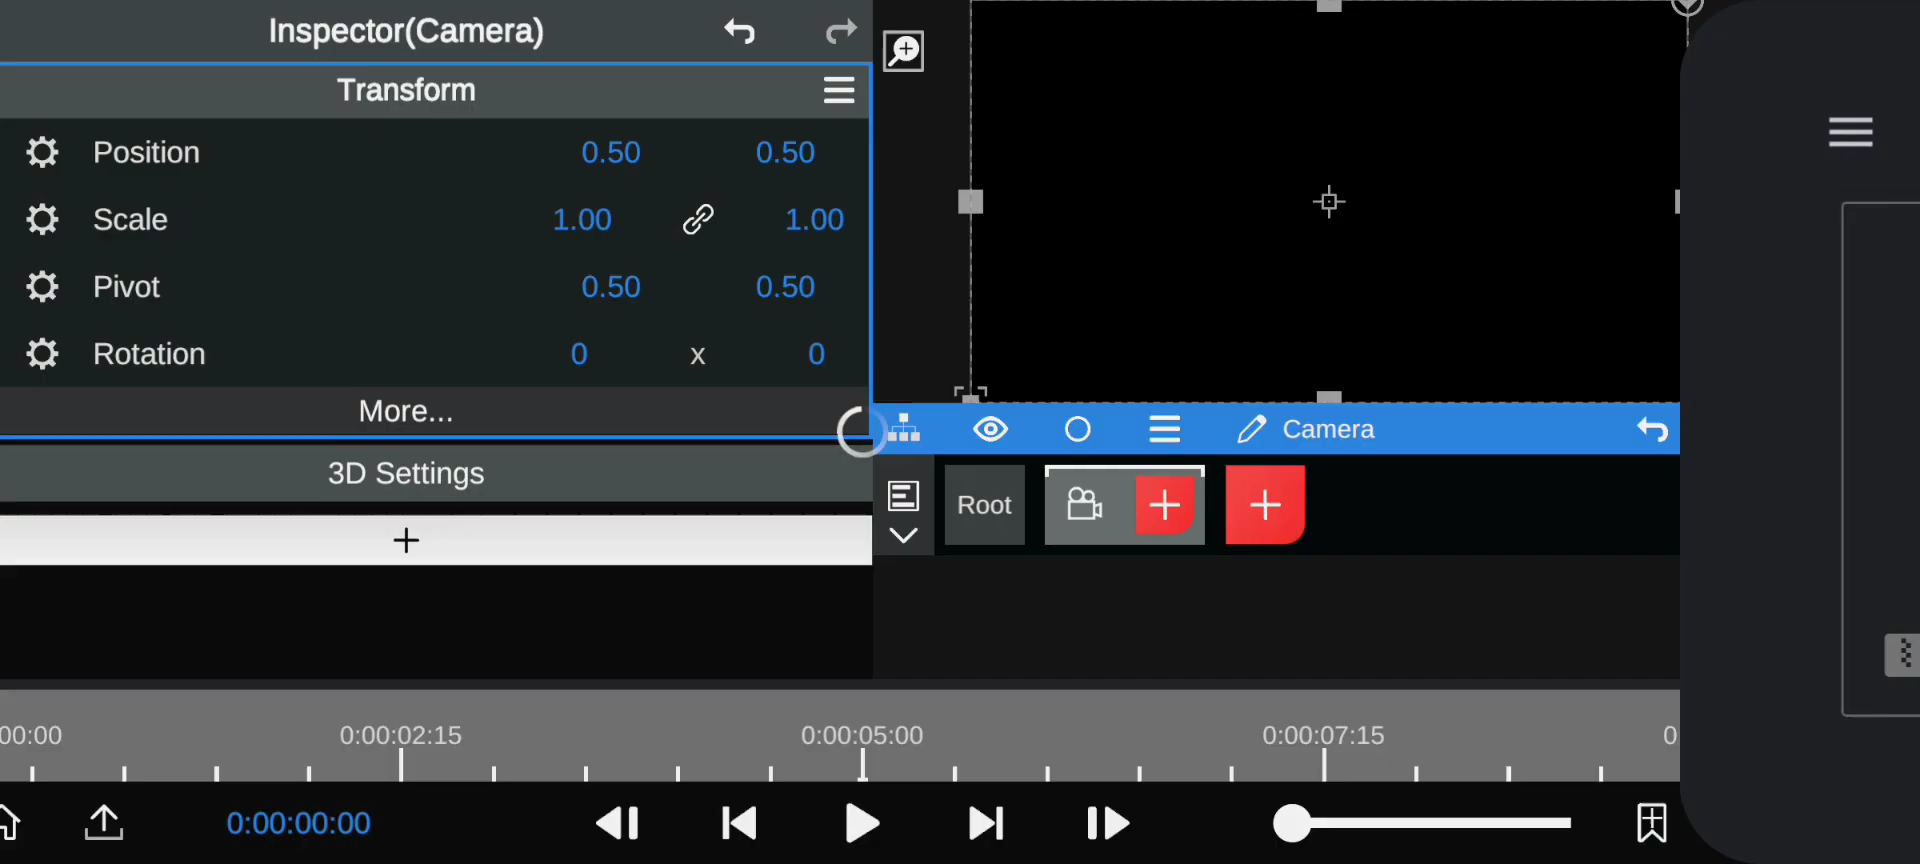 Inspector(Camera)
Transform
Position 0.50 0.50
Scale 1.00 1.00
Pivot 0.50 0.50
Rotation 0 x 0
More...
3D Settings
+
Camera
Root + +
00:00 0:00:02:15 0:00:05:00 0:00:07:15 0
0:00:00:00